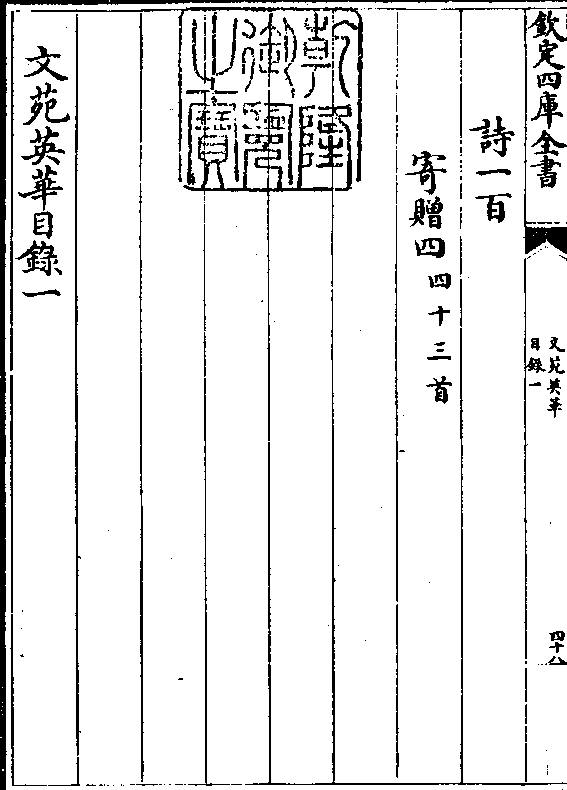 欽定四庫全書
文苑英華
目録一
四十八
詩一百
寄贈四四十三首
乾隆御覽之寶
文苑英華目錄一